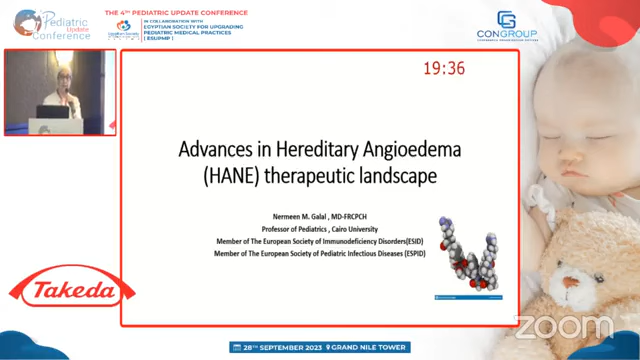 Pediatric
Update
Conference
THE 4TH PEDIATRIC UPDATE CONFERENCE
Egyptian Society
IN COLLABORATION WITH
EGYPTIAN SOCIETY FOR UPGRADING
PEDIATRIC MEDICAL PRACTICES
( ESUPMP )
CONGROUP
19:36
Advances in Hereditary Angioedema
(HANE) therapeutic landscape
Nermeen M. Galal , MD-FRCPCH
Professor of Pediatrics , Cairo University
Member of The European Society of Immunodeficiency Disorders(ESID)
Member of The European Society of Pediatric Infectious Diseases (ESPID)
Takeda
zoom
28TH SEPTEMBER 2023 GRAND NILE TOWER